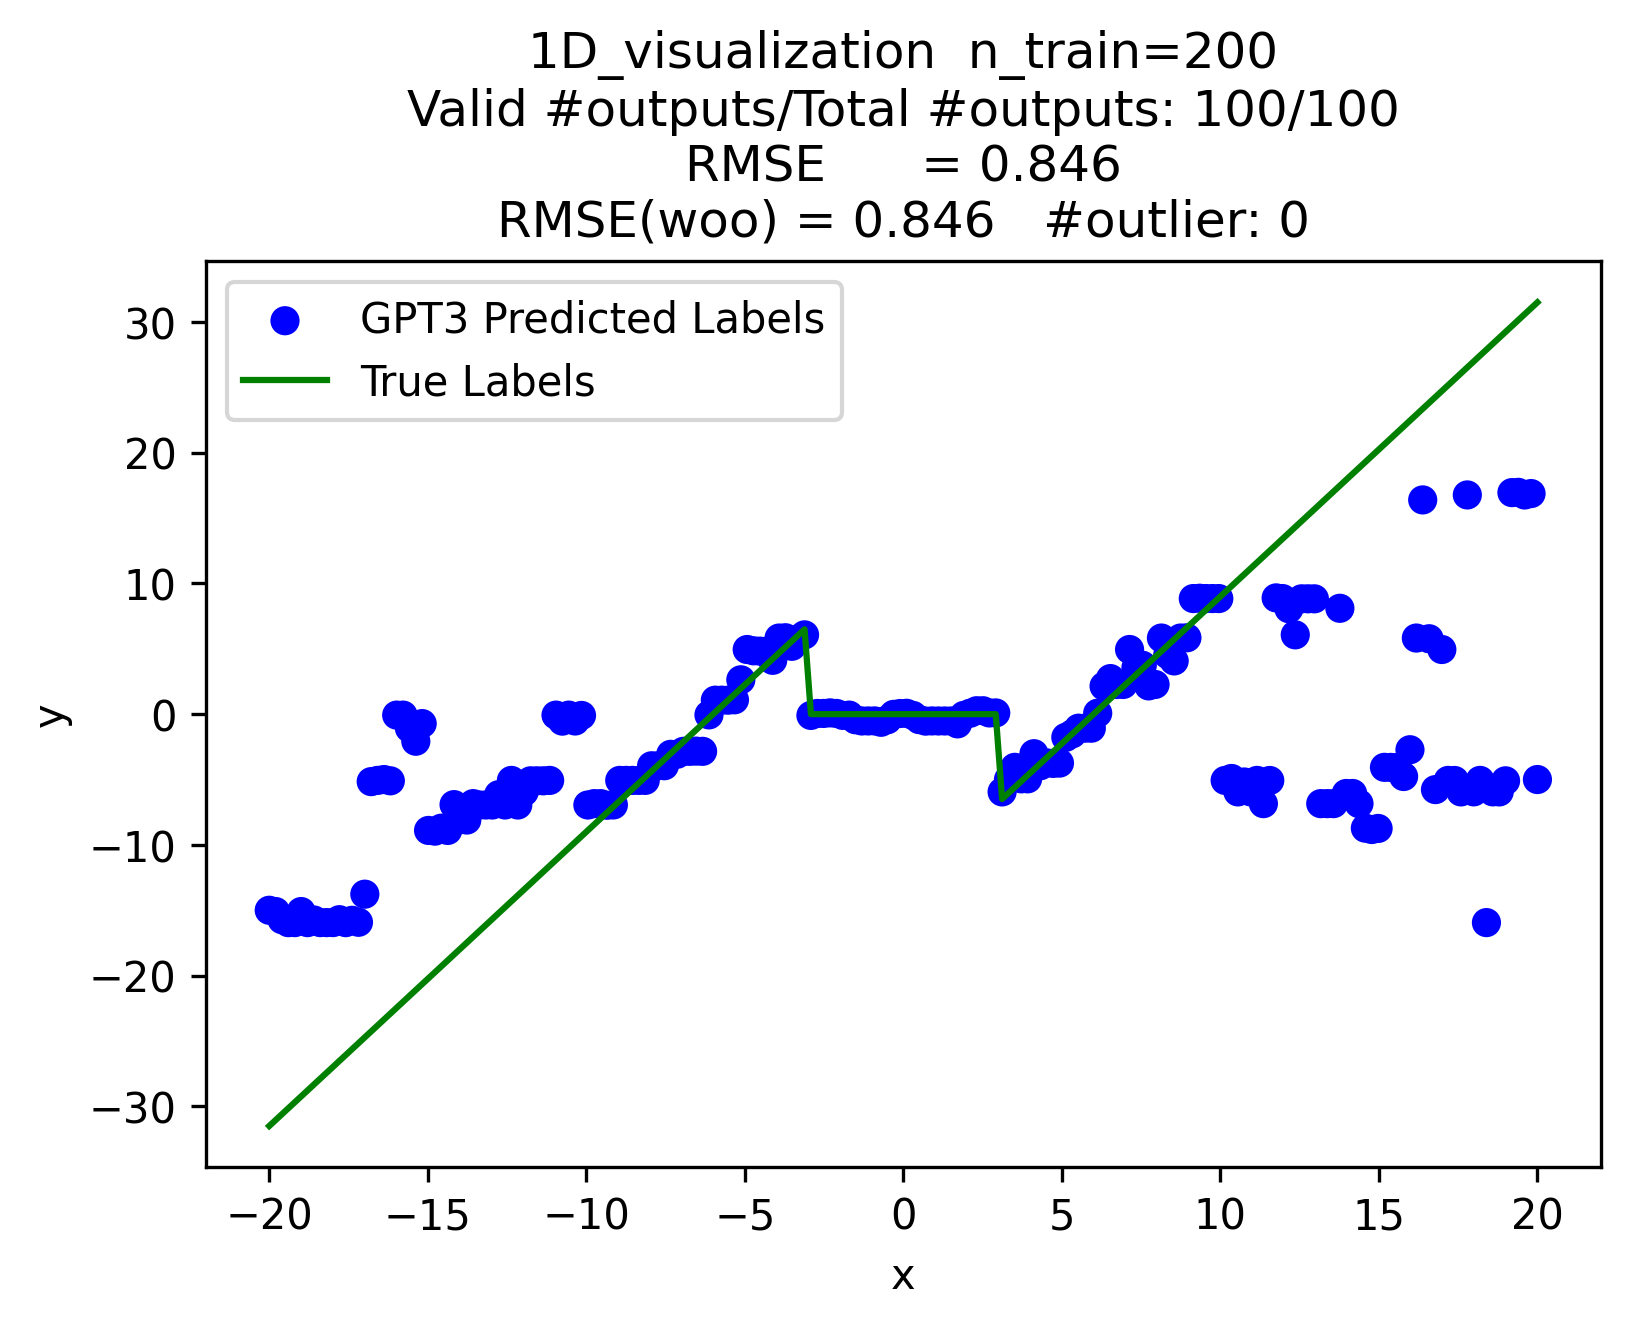 1D_visualization  n_train=200
Valid #outputs/Total #outputs: 100/100
RMSE      = 0.846
RMSE(woo) = 0.846   #outlier: 0
GPT3 Predicted Labels
True Labels
30
20
10
0
−10
−20
−30
y
−20 −15 −10 −5 0 5 10 15 20
x